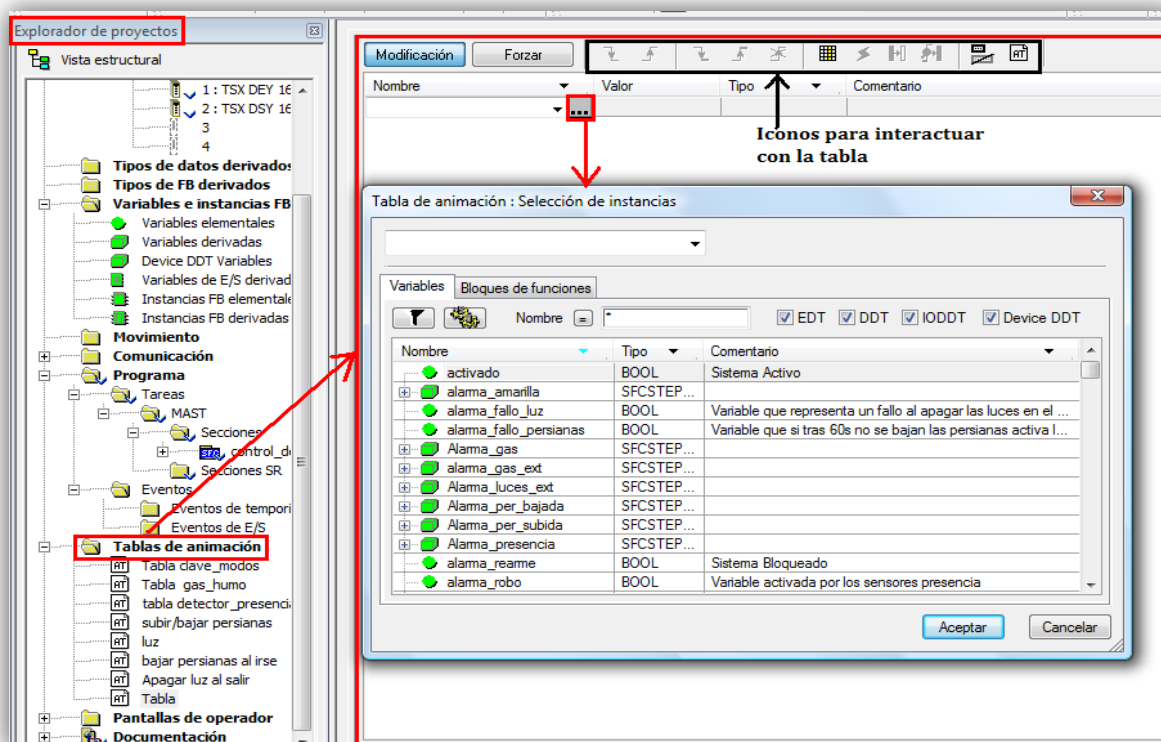 Explorador de proyectos
Vista estructural
1 : TSX DEY 16
2 : TSX DSY 16
3
4
Tipos de datos derivados
Tipos de FB derivados
Variables e instancias FB
Variables elementales
Variables derivadas
Device DDT Variables
Variables de E/S derivad
Instancias FB elementale
Instancias FB derivadas
Movimiento
Comunicación
Programa
Tareas
MAST
Secciones
control_de
Secciones SR
Eventos
Eventos de tempori
Eventos de E/S
Tablas de animación
Tabla clave_modos
Tabla gas_humo
tabla detector_presencia
subir/bajar persianas
luz
bajar persianas al irse
Apagar luz al salir
Tabla
Pantallas de operador
Documentación
Modificación Forzar
Nombre Valor Tipo Comentario
...
Iconos para interactuar
con la tabla
Tabla de animación : Selección de instancias
Variables Bloques de funciones
Nombre = * EDT DDT IODDT Device DDT
Nombre Tipo Comentario
activado BOOL Sistema Activo
alarma_amarilla SFCSTEP...
alarma_fallo_luz BOOL Variable que representa un fallo al apagar las luces en el ...
alarma_fallo_persianas BOOL Variable que si tras 60s no se bajan las persianas activa l...
Alarma_gas SFCSTEP...
alarma_gas_ext SFCSTEP...
Alarma_luces_ext SFCSTEP...
Alarma_per_bajada SFCSTEP...
Alarma_per_subida SFCSTEP...
Alarma_presencia SFCSTEP...
alarma_rearme BOOL Sistema Bloqueado
alarma_robo BOOL Variable activada por los sensores presencia
Aceptar Cancelar